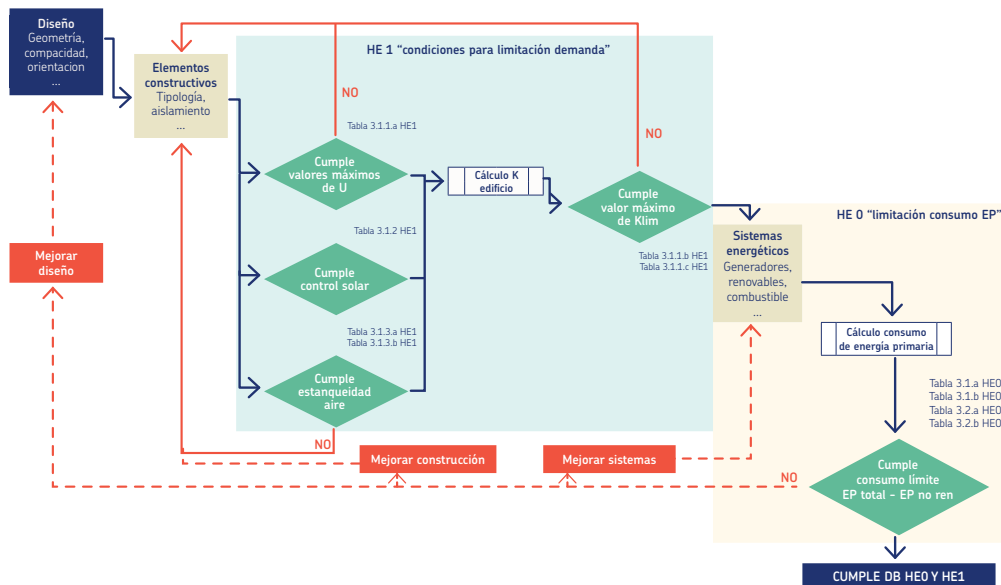 Diseño
Geometría,
compacidad,
orientacion
...
Elementos
constructivos
Tipología,
aislamiento
...
HE 1 “condiciones para limitación demanda”
NO
NO
Tabla 3.1.1.a HE1
Cumple
valores máximos
de U
Cálculo K
edificio
Cumple
valor máximo
de Klim
Tabla 3.1.2 HE1
Tabla 3.1.1.b HE1
Tabla 3.1.1.c HE1
Cumple
control solar
Tabla 3.1.3.a HE1
Tabla 3.1.3.b HE1
Cumple
estanqueidad
aire
NO
HE 0 “limitación consumo EP”
Sistemas
energéticos
Generadores,
renovables,
combustible
...
Mejorar
diseño
Cálculo consumo
de energía primaria
Tabla 3.1.a HE0
Tabla 3.1.b HE0
Tabla 3.2.a HE0
Tabla 3.2.b HE0
Mejorar construcción
Mejorar sistemas
NO
Cumple
consumo límite
EP total - EP no ren
CUMPLE DB HE0 Y HE1